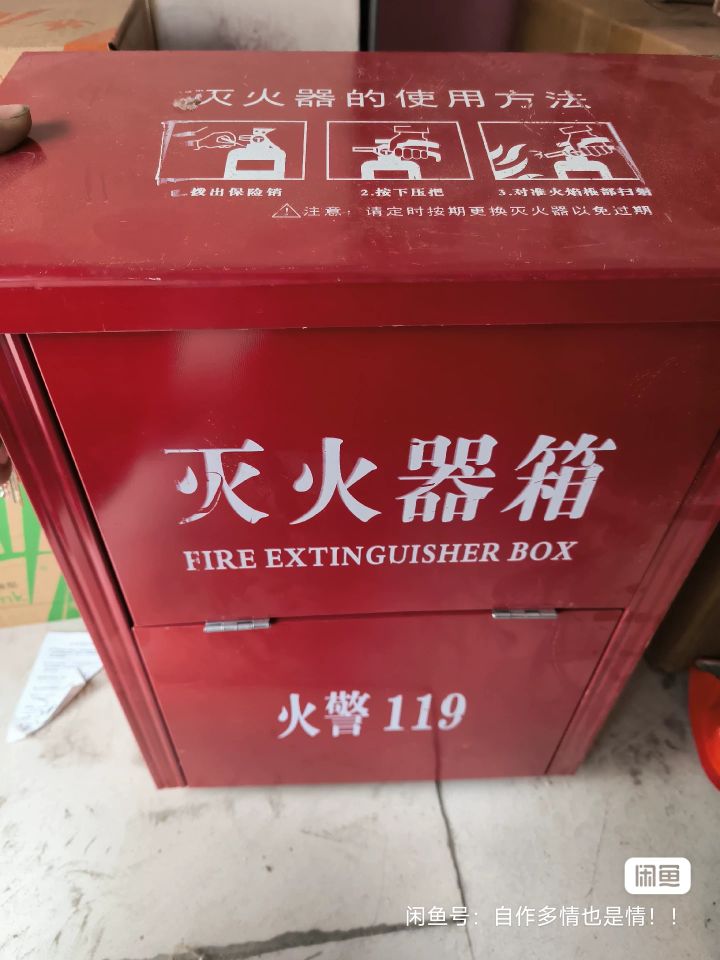 灭火器的使用方法
拨出保险销
2.按下压把
3.对准火焰根部扫射
注意：请定时按期更换灭火器以免过期
灭火器箱
FIRE EXTINGUISHER BOX
火警 119
闲鱼
闲鱼号：自作多情也是情！！